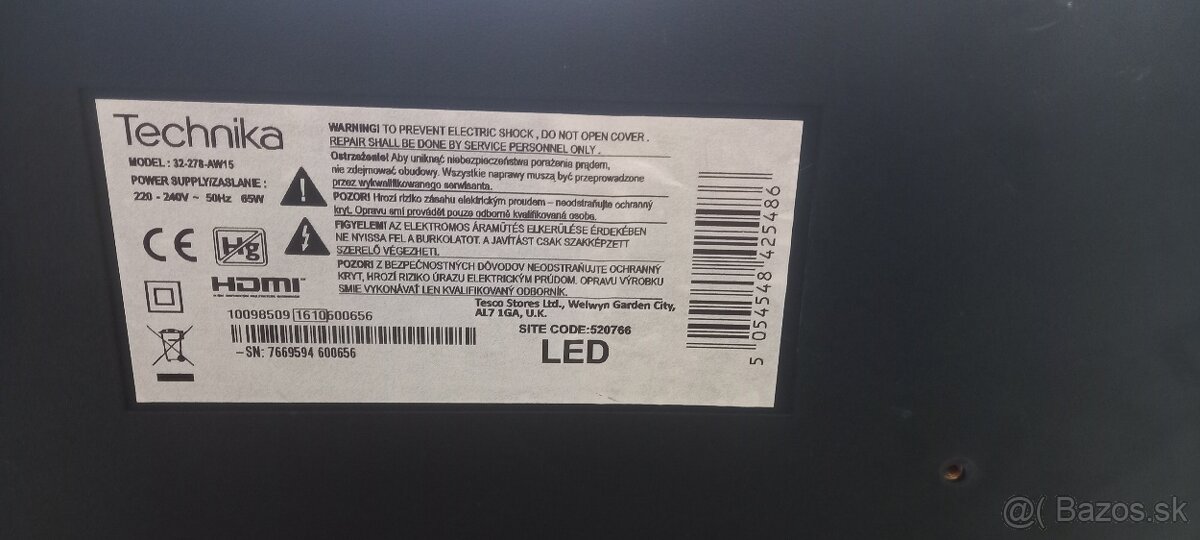 Technika
MODEL : 32-278-AW15
POWER SUPPLY/ZASLANIE :
220 - 240V ~ 50Hz 65W
CE Hg
HDMI
WARNING! TO PREVENT ELECTRIC SHOCK , DO NOT OPEN COVER .
REPAIR SHALL BE DONE BY SERVICE PERSONNEL ONLY .
Ostrzeżenie! Aby uniknąć niebezpieczeństwa porażenia prądem,
nie zdejmować obudowy. Wszystkie naprawy muszą być przeprowadzone
przez wykwalifikowanego serwisanta.
POZOR! Hrozí riziko zásahu elektrickým proudem – neodstraňujte ochranný
kryt. Opravu smí provádět pouze odborně kvalifikovaná osoba.
FIGYELEM! AZ ELEKTROMOS ÁRAMÜTÉS ELKERÜLÉSE ÉRDEKÉBEN
NE NYISSA FEL A BURKOLATOT. A JAVÍTÁST CSAK SZAKKÉPZETT
SZERELŐ VÉGEZHETI.
POZOR! Z BEZPEČNOSTNÝCH DÔVODOV NEODSTRAŇUJTE OCHRANNÝ
KRYT, HROZÍ RIZIKO ÚRAZU ELEKTRICKÝM PRÚDOM. OPRAVU VÝROBKU
SMIE VYKONÁVAŤ LEN KVALIFIKOVANÝ ODBORNÍK.
Tesco Stores Ltd., Welwyn Garden City,
AL7 1GA, U.K.
10098509 1610 600656
SITE CODE:520766
–SN: 7669594 600656
LED
5 054548 425486
@( Bazos.sk